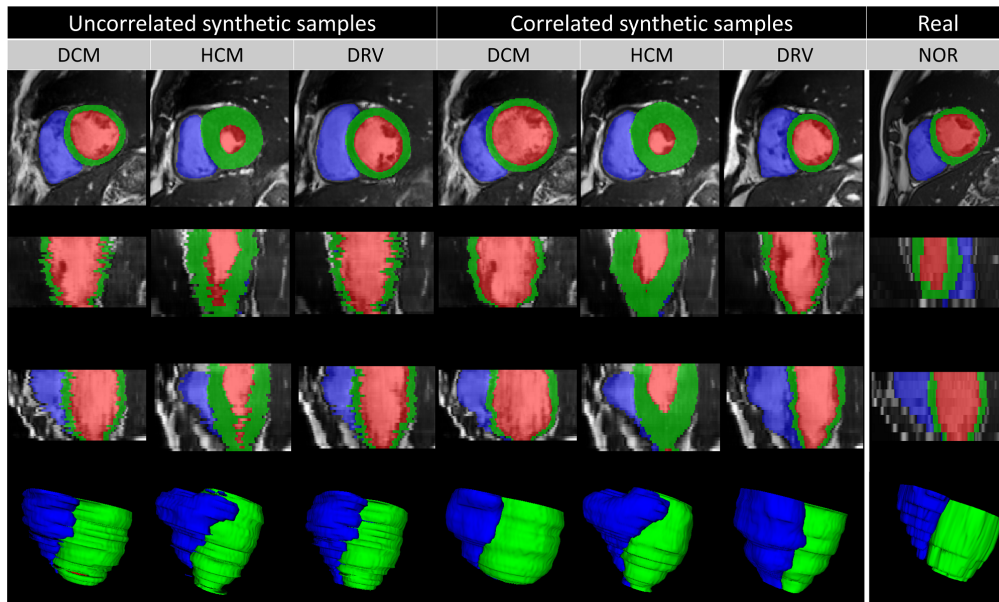 Uncorrelated synthetic samples Correlated synthetic samples Real
DCM HCM DRV DCM HCM DRV NOR